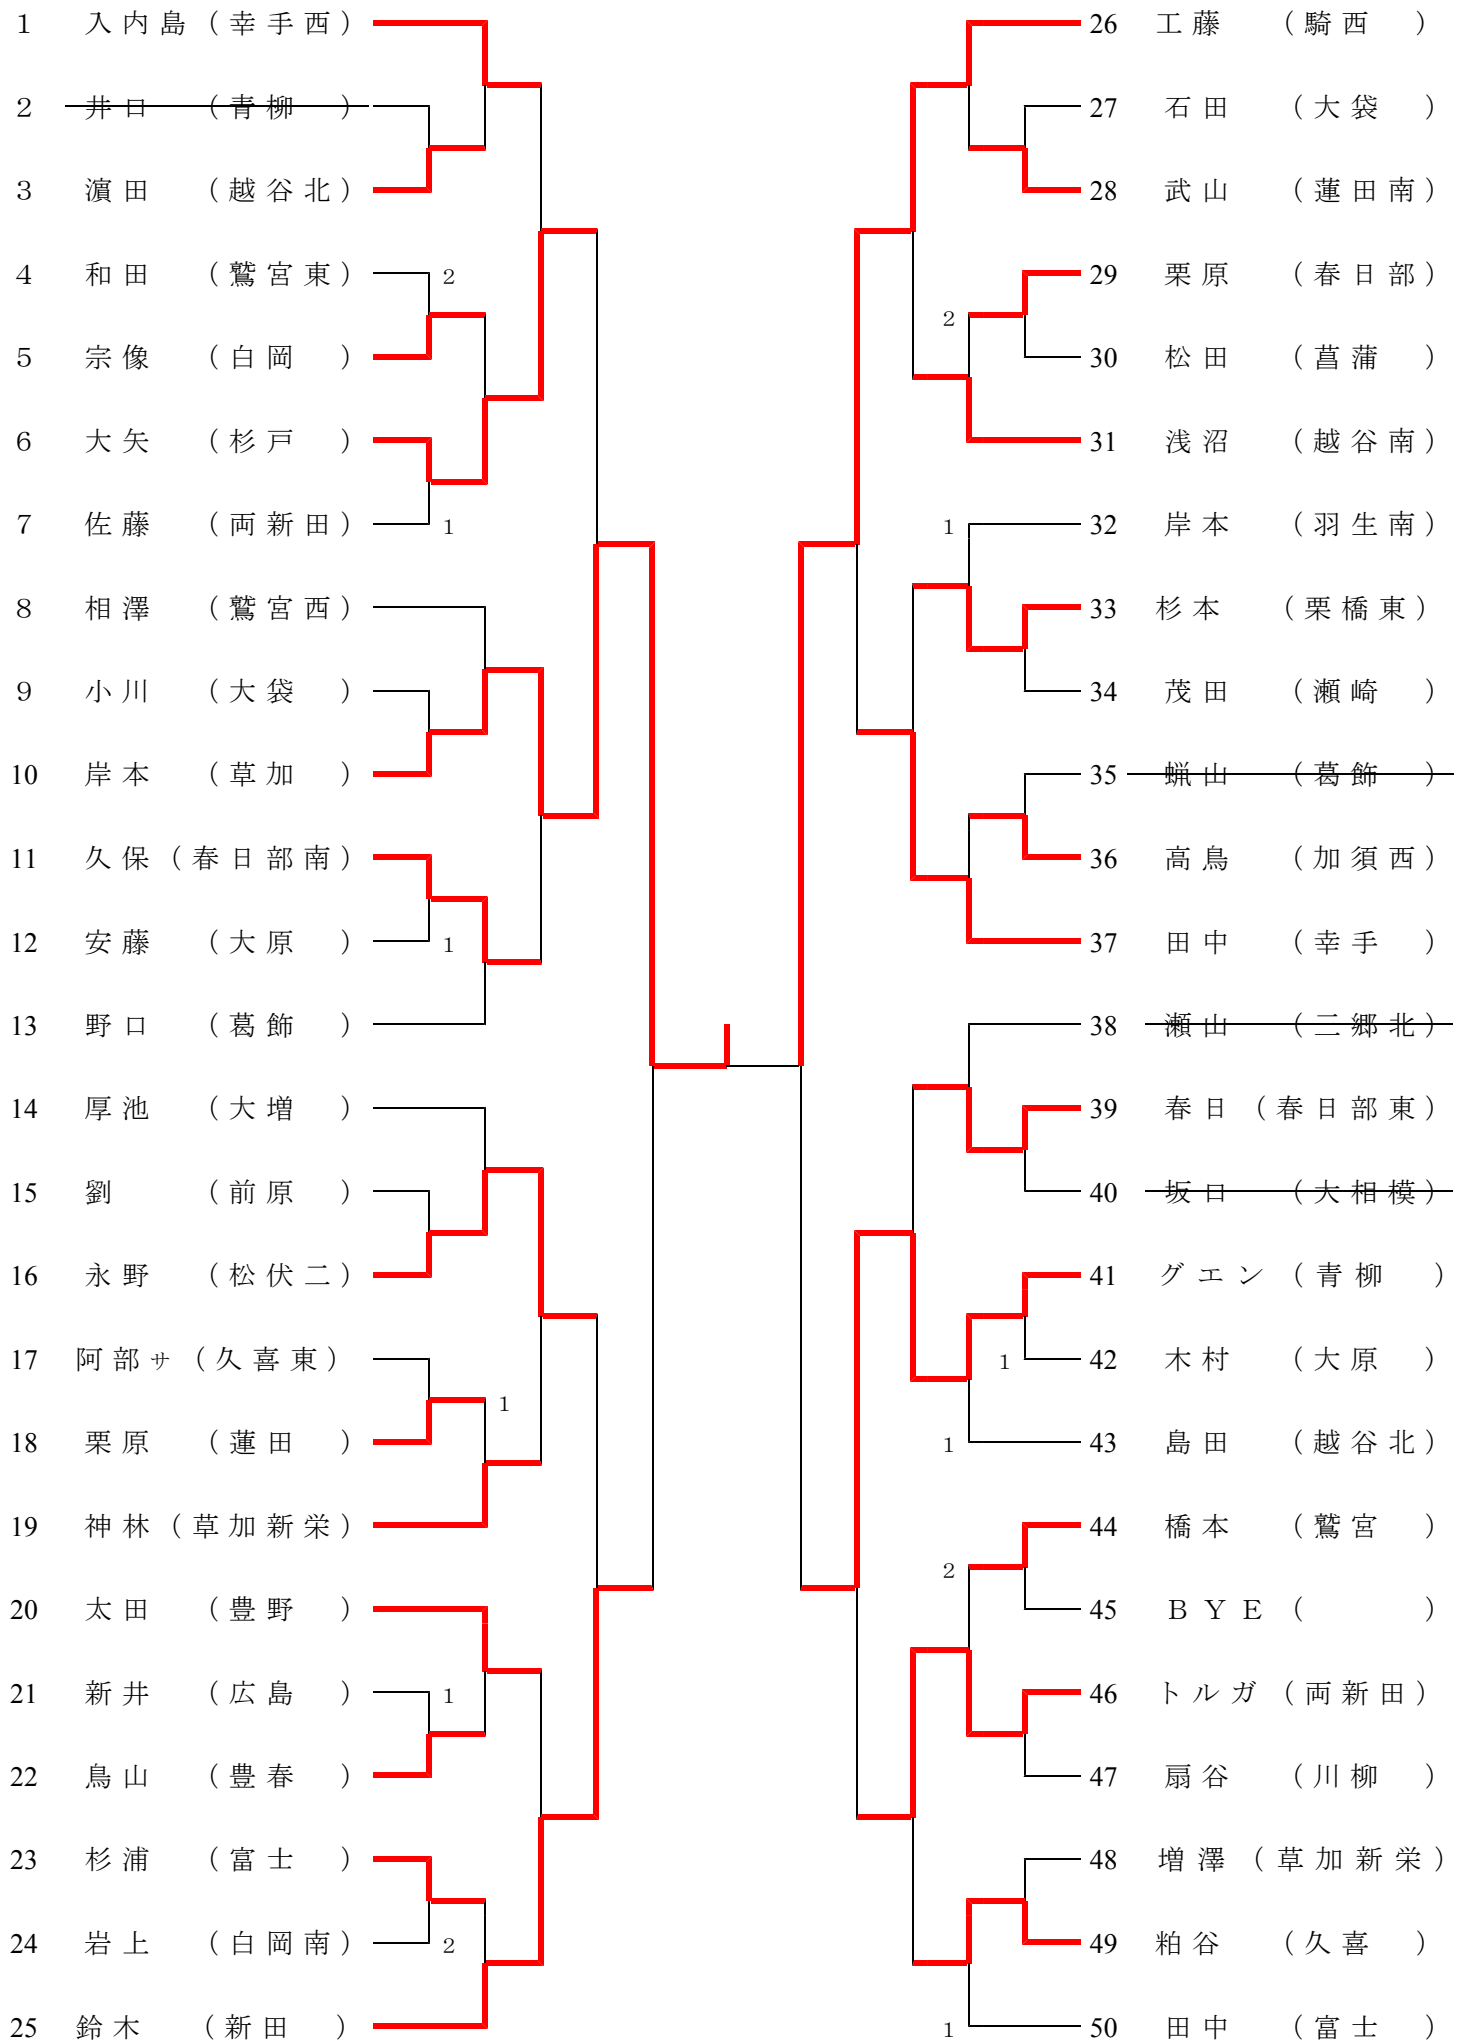 1 入内島（幸手西）
2 井口（青柳）
3 濵田（越谷北）
4 和田（鷲宮東） 2
5 宗像（白岡）
6 大矢（杉戸）
7 佐藤（両新田） 1
8 相澤（鷲宮西）
9 小川（大袋）
10 岸本（草加）
11 久保（春日部南）
12 安藤（大原） 1
13 野口（葛飾）
14 厚池（大増）
15 劉（前原）
16 永野（松伏二）
17 阿部サ（久喜東）
1
18 栗原（蓮田）
19 神林（草加新栄）
20 太田（豊野）
21 新井（広島） 1
22 鳥山（豊春）
23 杉浦（富士）
24 岩上（白岡南） 2
25 鈴木（新田）
26 工藤（騎西）
27 石田（大袋）
28 武山（蓮田南）
29 栗原（春日部）
2
30 松田（菖蒲）
31 浅沼（越谷南）
1 32 岸本（羽生南）
33 杉本（栗橋東）
34 茂田（瀬崎）
35 蝋山（葛飾）
36 高鳥（加須西）
37 田中（幸手）
38 瀬山（三郷北）
39 春日（春日部東）
40 坂口（大相模）
41 グエン（青柳）
1 42 木村（大原）
1 43 島田（越谷北）
44 橋本（鷲宮）
2
45 ＢＹＥ（ ）
46 トルガ（両新田）
47 扇谷（川柳）
48 増澤（草加新栄）
49 粕谷（久喜）
1 50 田中（富士）